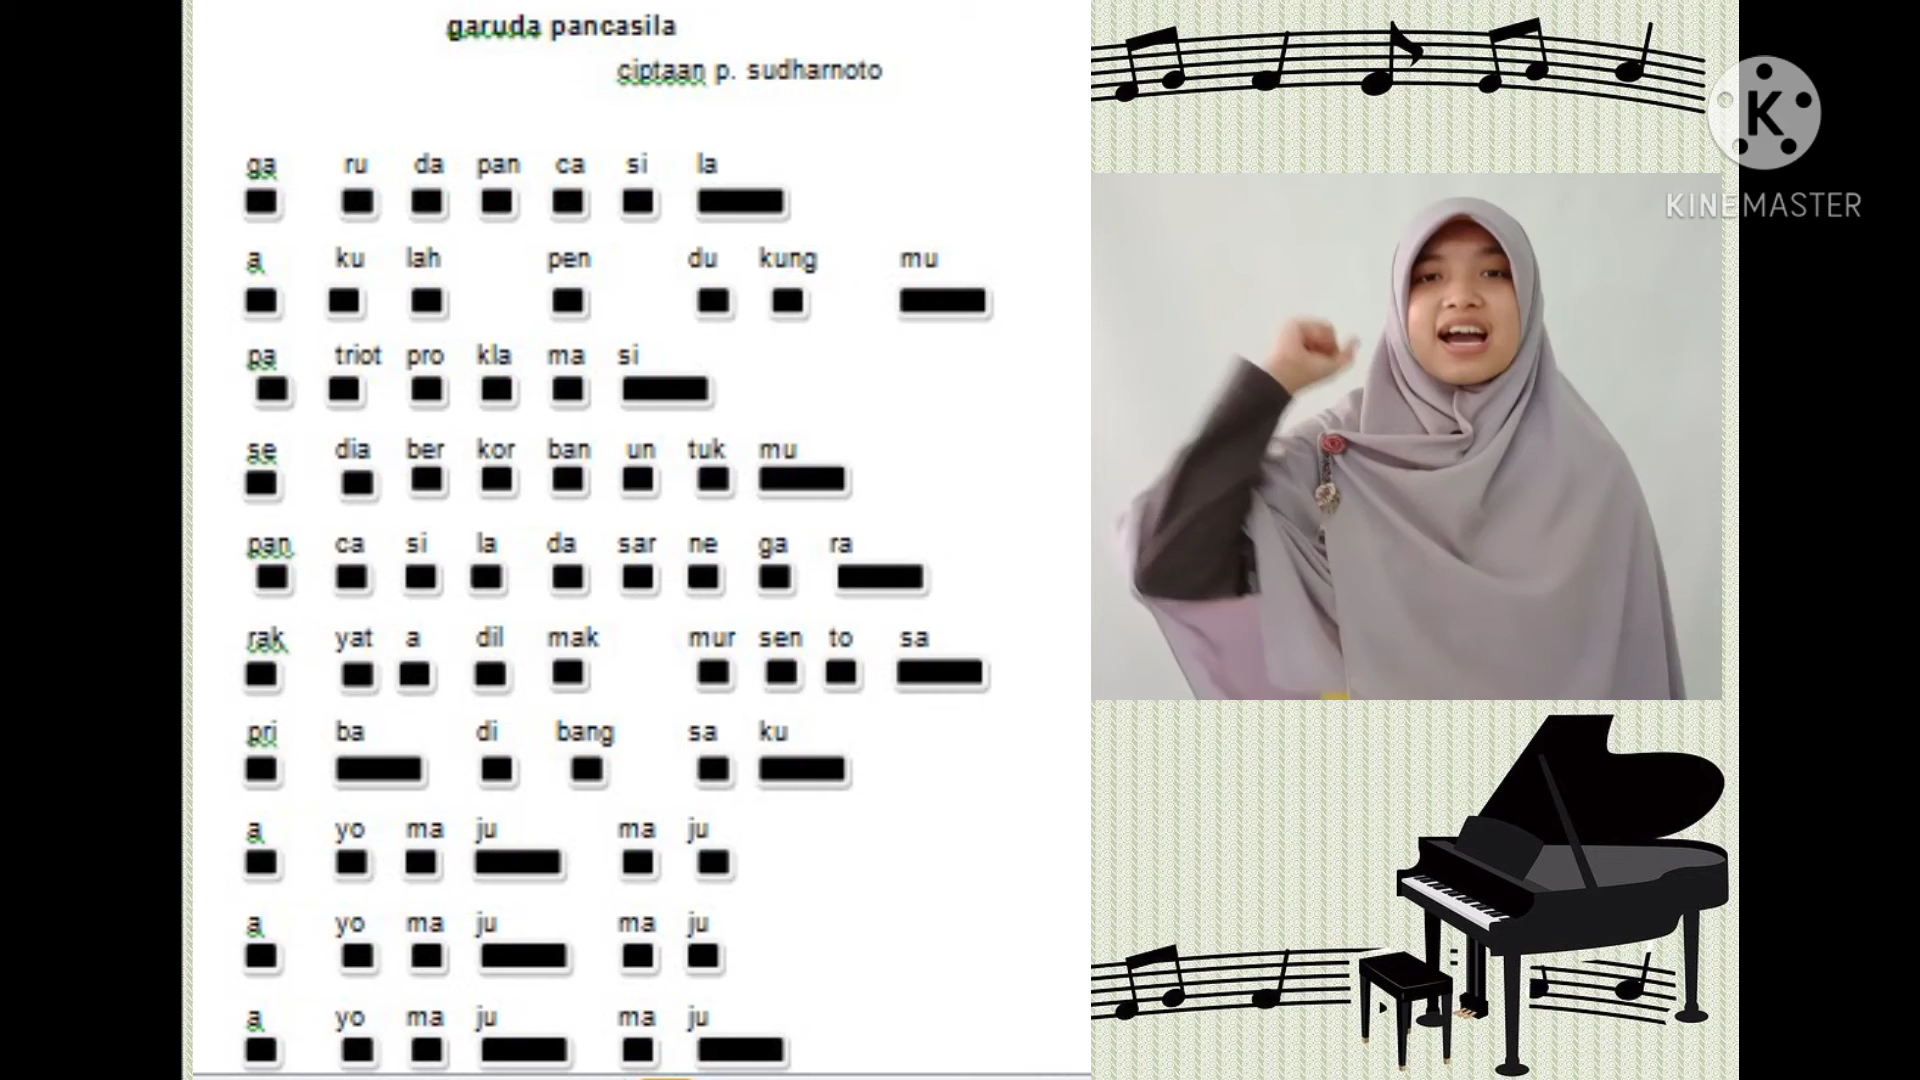 garuda pancasila
ciptaan p. sudharnoto
ga ru da pan ca si la
a ku lah pen du kung mu
pa triot pro kla ma si
se dia ber kor ban un tuk mu
pan ca si la da sar ne ga ra
rak yat a dil mak mur sen to sa
pri ba di bang sa ku
a yo ma ju ma ju
a yo ma ju ma ju
a yo ma ju ma ju
K
KINEMASTER